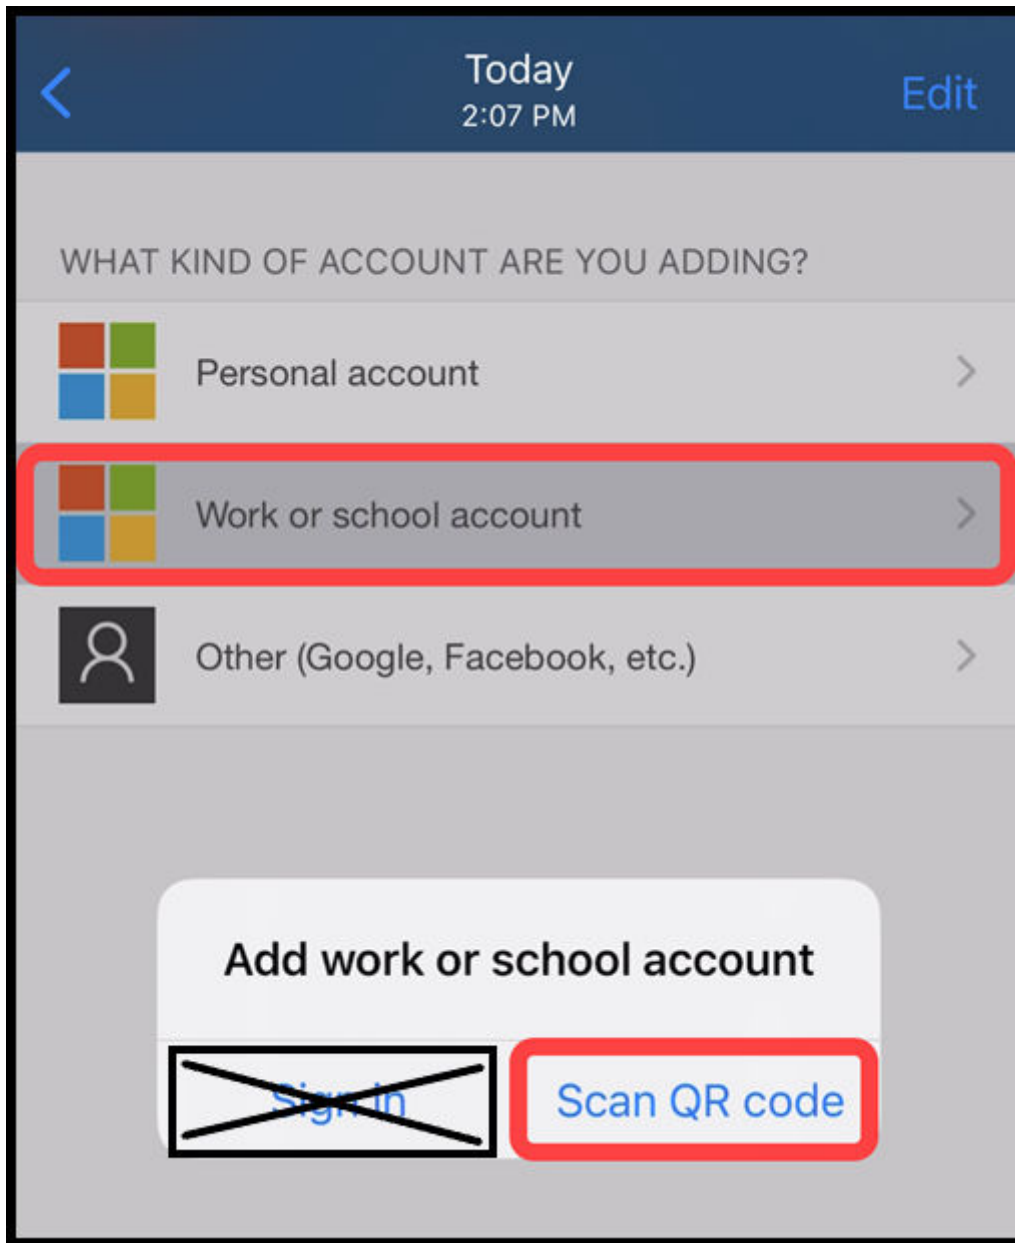 Today
2:07 PM
Edit
WHAT KIND OF ACCOUNT ARE YOU ADDING?
Personal account
Work or school account
Other (Google, Facebook, etc.)
Add work or school account
Sign in
Scan QR code